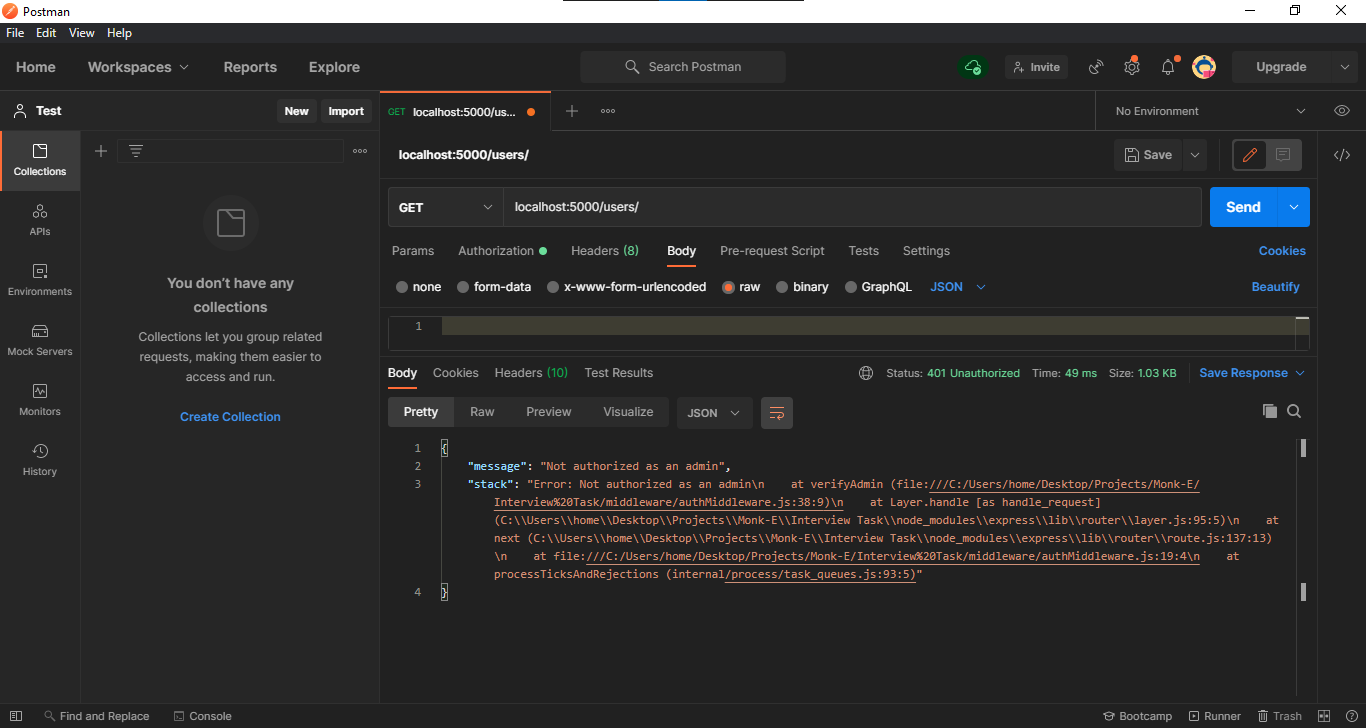 Postman
File Edit View Help
Home Workspaces Reports Explore Search Postman Invite Upgrade
Test New Import GET localhost:5000/us... No Environment
Collections
APIs
Environments
Mock Servers
Monitors
History
You don't have any
collections
Collections let you group related
requests, making them easier to
access and run.
Create Collection
localhost:5000/users/ Save
GET localhost:5000/users/ Send
Params Authorization Headers (8) Body Pre-request Script Tests Settings Cookies
none form-data x-www-form-urlencoded raw binary GraphQL JSON Beautify
1
Body Cookies Headers (10) Test Results Status: 401 Unauthorized Time: 49 ms Size: 1.03 KB Save Response
Pretty Raw Preview Visualize JSON
1 {
2 "message": "Not authorized as an admin",
3 "stack": "Error: Not authorized as an admin\n    at verifyAdmin (file:///C:/Users/home/Desktop/Projects/Monk-E/
Interview%20Task/middleware/authMiddleware.js:38:9)\n    at Layer.handle [as handle_request]
(C:\\Users\\home\\Desktop\\Projects\\Monk-E\\Interview Task\\node_modules\\express\\lib\\router\\layer.js:95:5)\n    at
next (C:\\Users\\home\\Desktop\\Projects\\Monk-E\\Interview Task\\node_modules\\express\\lib\\router\\route.js:137:13)
\n    at file:///C:/Users/home/Desktop/Projects/Monk-E/Interview%20Task/middleware/authMiddleware.js:19:4\n    at
processTicksAndRejections (internal/process/task_queues.js:93:5)"
4 }
Find and Replace Console Bootcamp Runner Trash